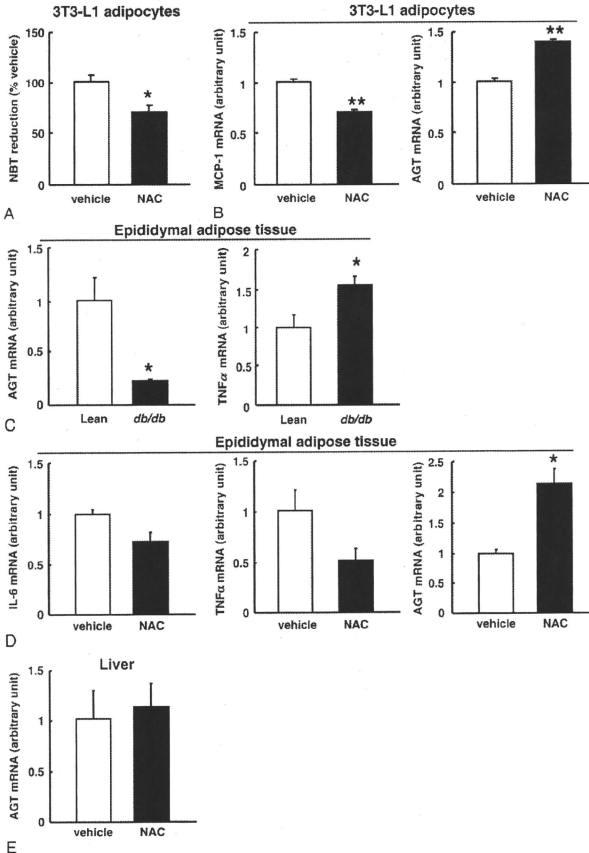 3T3-L1 adipocytes
NBT reduction (% vehicle)
150
100
50
0
*
vehicle NAC
A
3T3-L1 adipocytes
MCP-1 mRNA (arbitrary unit)
1.5
1
0.5
0
**
vehicle NAC
B
AGT mRNA (arbitrary unit)
1.5
1
0.5
0
**
vehicle NAC
Epididymal adipose tissue
AGT mRNA (arbitrary unit)
1.5
1
0.5
0
*
Lean db/db
C
TNFα mRNA (arbitrary unit)
2
1.5
1
0.5
0
*
Lean db/db
Epididymal adipose tissue
IL-6 mRNA (arbitrary unit)
1.5
1
0.5
0
vehicle NAC
D
TNFα mRNA (arbitrary unit)
1.5
1
0.5
0
vehicle NAC
AGT mRNA (arbitrary unit)
2.5
2
1.5
1
0.5
0
*
vehicle NAC
Liver
AGT mRNA (arbitrary unit)
1.5
1
0.5
0
vehicle NAC
E